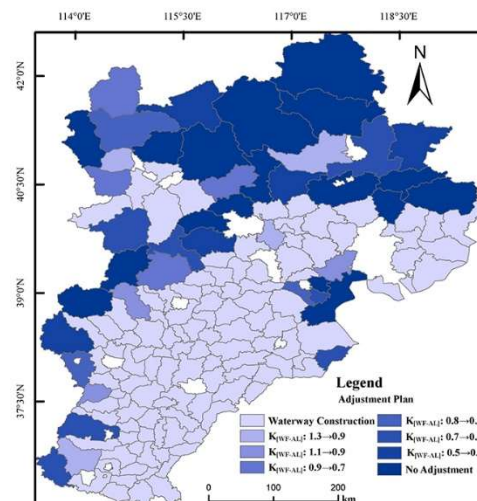 114°0'E 115°30'E 117°0'E 118°30'E
N
42°0'N
40°30'N
39°0'N
37°30'N
Legend
Adjustment Plan
Waterway Construction
K[WF-AL]: 1.3→0.9
K[WF-AL]: 1.1→0.9
K[WF-AL]: 0.9→0.7
K[WF-AL]: 0.8→0.
K[WF-AL]: 0.7→0.
K[WF-AL]: 0.5→0.
No Adjustment
0 100 200
km